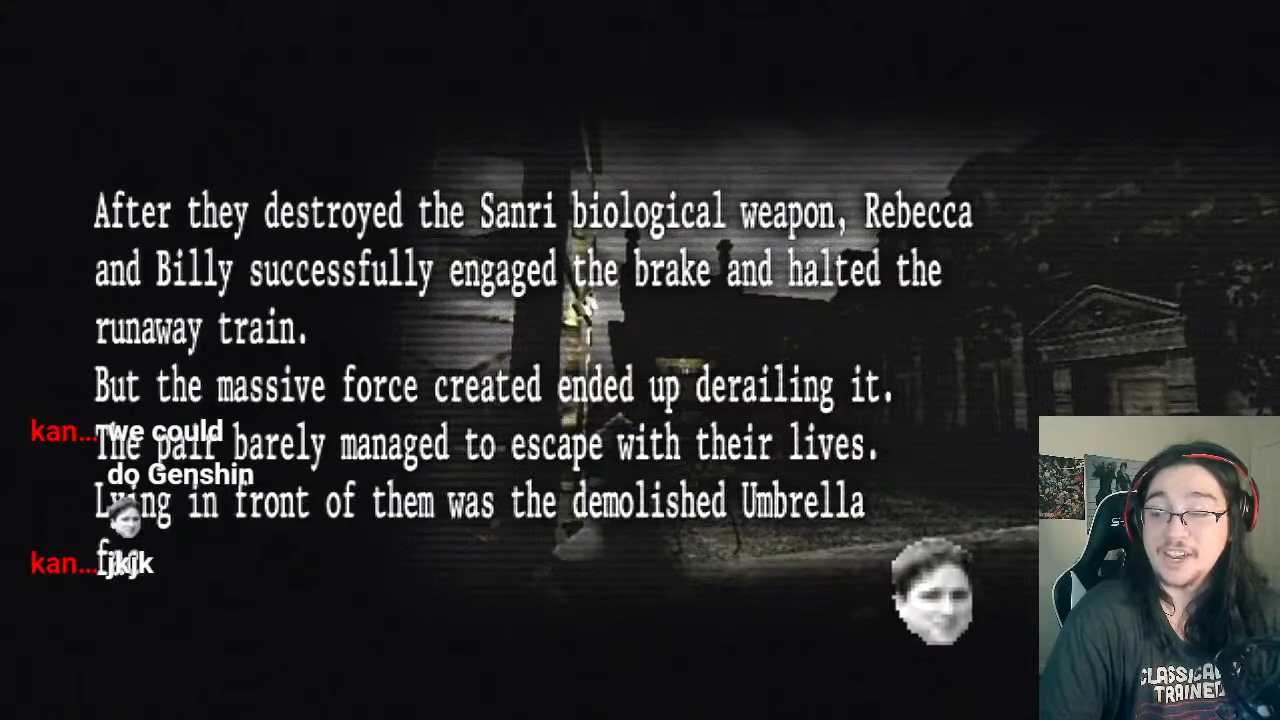 After they destroyed the Sanri biological weapon, Rebecca
and Billy successfully engaged the brake and halted the
runaway train.
But the massive force created ended up derailing it.
The pair barely managed to escape with their lives.
Lying in front of them was the demolished Umbrella
kan... we could
do Genshin
kan... jkjk
CLASSICAL
TRAINED